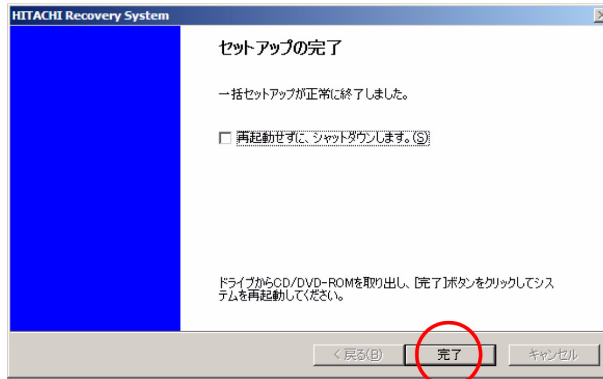 HITACHI Recovery System
セットアップの完了
一括セットアップが正常に終了しました。
再起動せずに、シャットダウンします。(S)
ドライブからCD/DVD-ROMを取り出し、[完了]ボタンをクリックしてシス
テムを再起動してください。
< 戻る(B)
完了
キャンセル